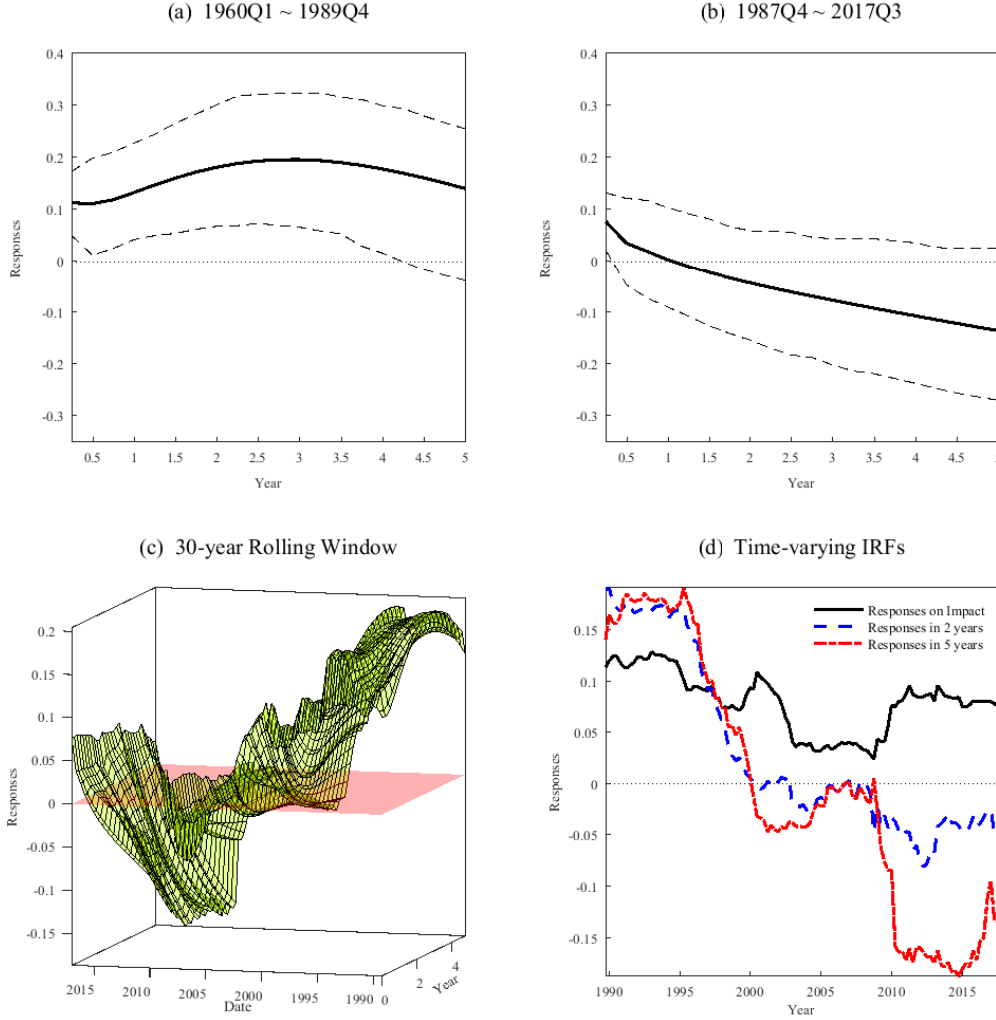 (a) 1960Q1 ~ 1989Q4
(b) 1987Q4 ~ 2017Q3
0.4
0.3
0.2
0.1
0
-0.1
-0.2
-0.3
Responses
0.5 1 1.5 2 2.5 3 3.5 4 4.5 5
Year
0.4
0.3
0.2
0.1
0
-0.1
-0.2
-0.3
Responses
0.5 1 1.5 2 2.5 3 3.5 4 4.5
Year
(c) 30-year Rolling Window
(d) Time-varying IRFs
0.2
0.15
0.1
0.05
0
-0.05
-0.1
-0.15
Responses
2015 2010 2005 2000 1995 1990
Date
0 2 4
Year
Responses on Impact
Responses in 2 years
Responses in 5 years
0.15
0.1
0.05
0
-0.05
-0.1
-0.15
Responses
1990 1995 2000 2005 2010 2015
Year